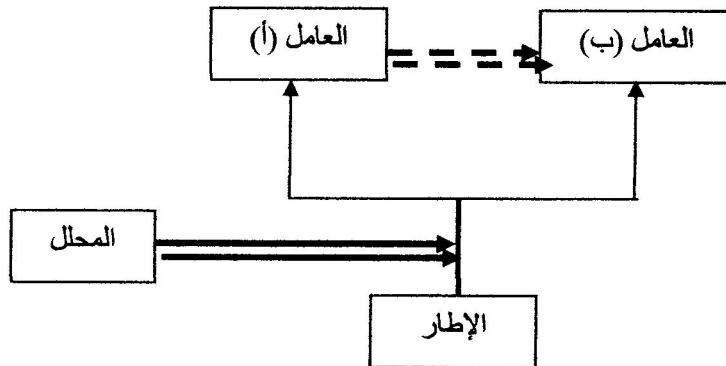 العامل (أ)
العامل (ب)
المحلل
الإطار